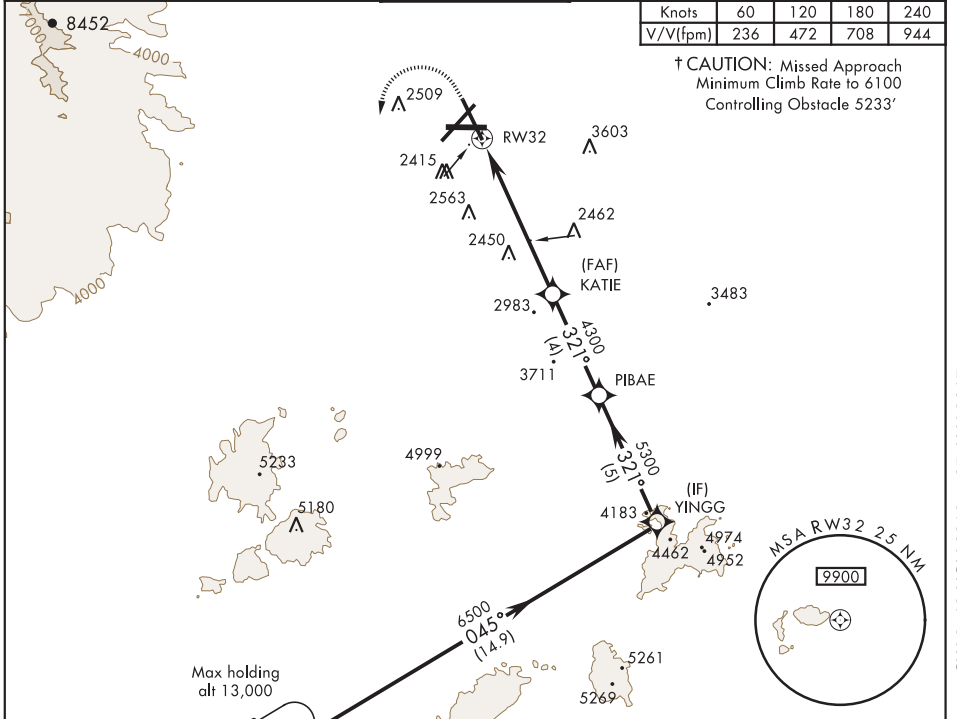 Knots 60 120 180 240
V/V(fpm) 236 472 708 944
† CAUTION: Missed Approach
Minimum Climb Rate to 6100
Controlling Obstacle 5233'
8452
4000
2509
RW32
3603
2415
2563
2462
2450
(FAF)
KATIE
4000
2983
3483
4300
321°
(4)
3711
PIBAE
5300
321°
(5)
4999
5233
5180
(IF)
YINGG
4183
4462
4974
4952
MSA RW32 25 NM
9900
6500
045°
(14.9)
5261
5269
Max holding
alt 13,000